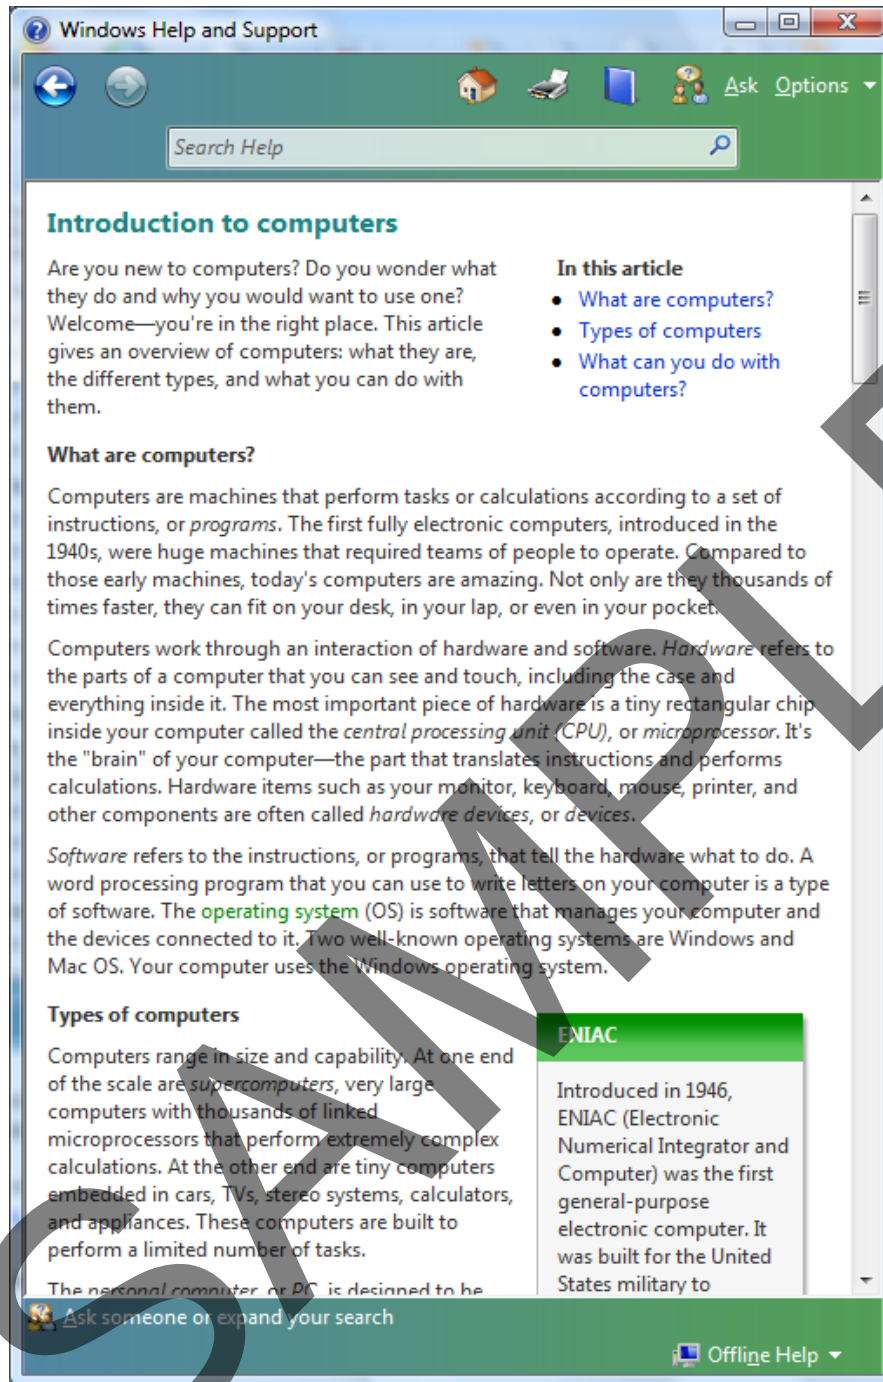 Windows Help and Support
Ask Options
Search Help
Introduction to computers
Are you new to computers? Do you wonder what
they do and why you would want to use one?
Welcome—you're in the right place. This article
gives an overview of computers: what they are,
the different types, and what you can do with
them.
In this article
• What are computers?
• Types of computers
• What can you do with
computers?
What are computers?
Computers are machines that perform tasks or calculations according to a set of
instructions, or programs. The first fully electronic computers, introduced in the
1940s, were huge machines that required teams of people to operate. Compared to
those early machines, today's computers are amazing. Not only are they thousands of
times faster, they can fit on your desk, in your lap, or even in your pocket.
Computers work through an interaction of hardware and software. Hardware refers to
the parts of a computer that you can see and touch, including the case and
everything inside it. The most important piece of hardware is a tiny rectangular chip
inside your computer called the central processing unit (CPU), or microprocessor. It's
the "brain" of your computer—the part that translates instructions and performs
calculations. Hardware items such as your monitor, keyboard, mouse, printer, and
other components are often called hardware devices, or devices.
Software refers to the instructions, or programs, that tell the hardware what to do. A
word processing program that you can use to write letters on your computer is a type
of software. The operating system (OS) is software that manages your computer and
the devices connected to it. Two well-known operating systems are Windows and
Mac OS. Your computer uses the Windows operating system.
Types of computers
Computers range in size and capability. At one end
of the scale are supercomputers, very large
computers with thousands of linked
microprocessors that perform extremely complex
calculations. At the other end are tiny computers
embedded in cars, TVs, stereo systems, calculators,
and appliances. These computers are built to
perform a limited number of tasks.
The personal computer, or PC, is designed to be
ENIAC
Introduced in 1946,
ENIAC (Electronic
Numerical Integrator and
Computer) was the first
general-purpose
electronic computer. It
was built for the United
States military to
Ask someone or expand your search
Offline Help
SAMPL